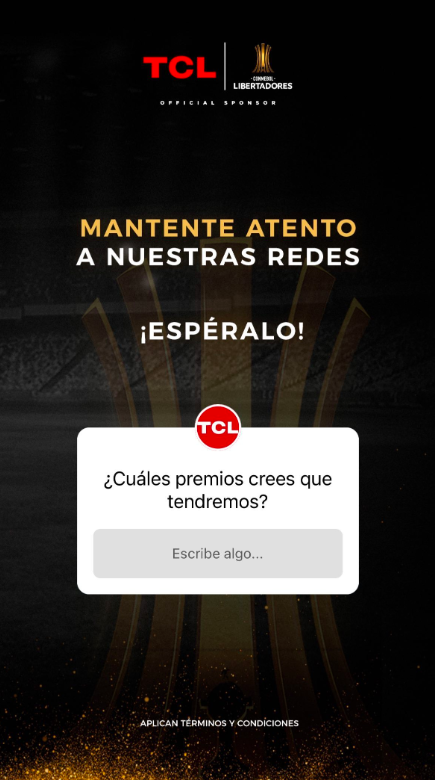 TCL
CONMEBOL
LIBERTADORES
OFFICIAL SPONSOR
MANTENTE ATENTO
A NUESTRAS REDES
¡ESPÉRALO!
TCL
¿Cuáles premios crees que
tendremos?
Escribe algo...
APLICAN TÉRMINOS Y CONDICIONES